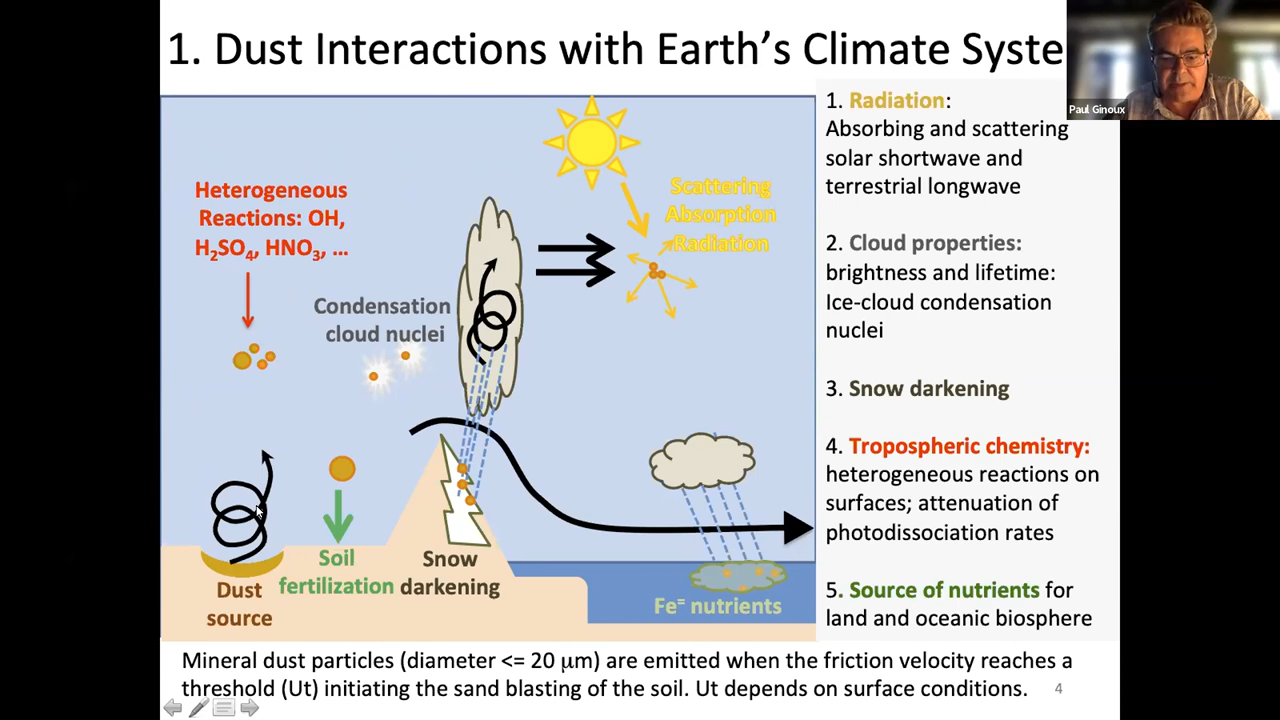 1. Dust Interactions with Earth's Climate Syste
Paul Ginoux
Heterogeneous
Reactions: OH,
H₂SO₄, HNO₃, ...
Condensation
cloud nuclei
Scattering
Absorption
Radiation
Soil
fertilization
Snow
darkening
Dust
source
Fe⁼ nutrients
1. Radiation:
Absorbing and scattering
solar shortwave and
terrestrial longwave
2. Cloud properties:
brightness and lifetime:
Ice-cloud condensation
nuclei
3. Snow darkening
4. Tropospheric chemistry:
heterogeneous reactions on
surfaces; attenuation of
photodissociation rates
5. Source of nutrients for
land and oceanic biosphere
Mineral dust particles (diameter <= 20 µm) are emitted when the friction velocity reaches a
threshold (Ut) initiating the sand blasting of the soil. Ut depends on surface conditions.
4